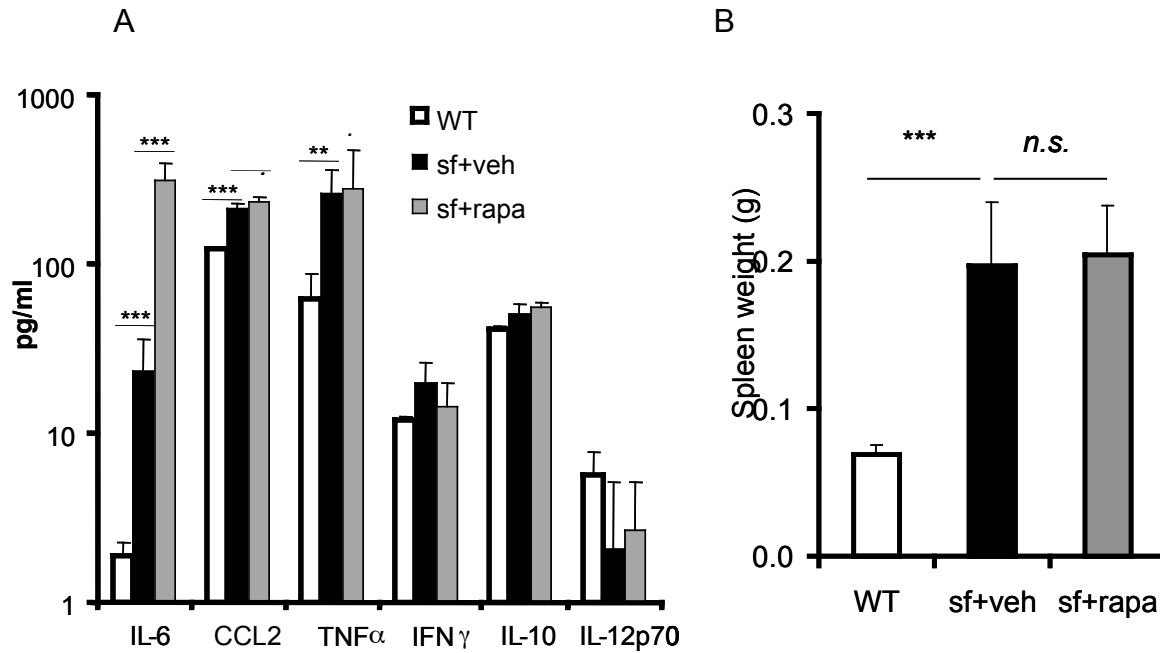 A
B
1000
100
10
1
pg/ml
WT
sf+veh
sf+rapa
***
***
***
**
IL-6
CCL2
TNFα
IFN γ
IL-10
IL-12p70
0.3
0.2
0.1
0.0
Spleen weight (g)
***
n.s.
WT
sf+veh
sf+rapa